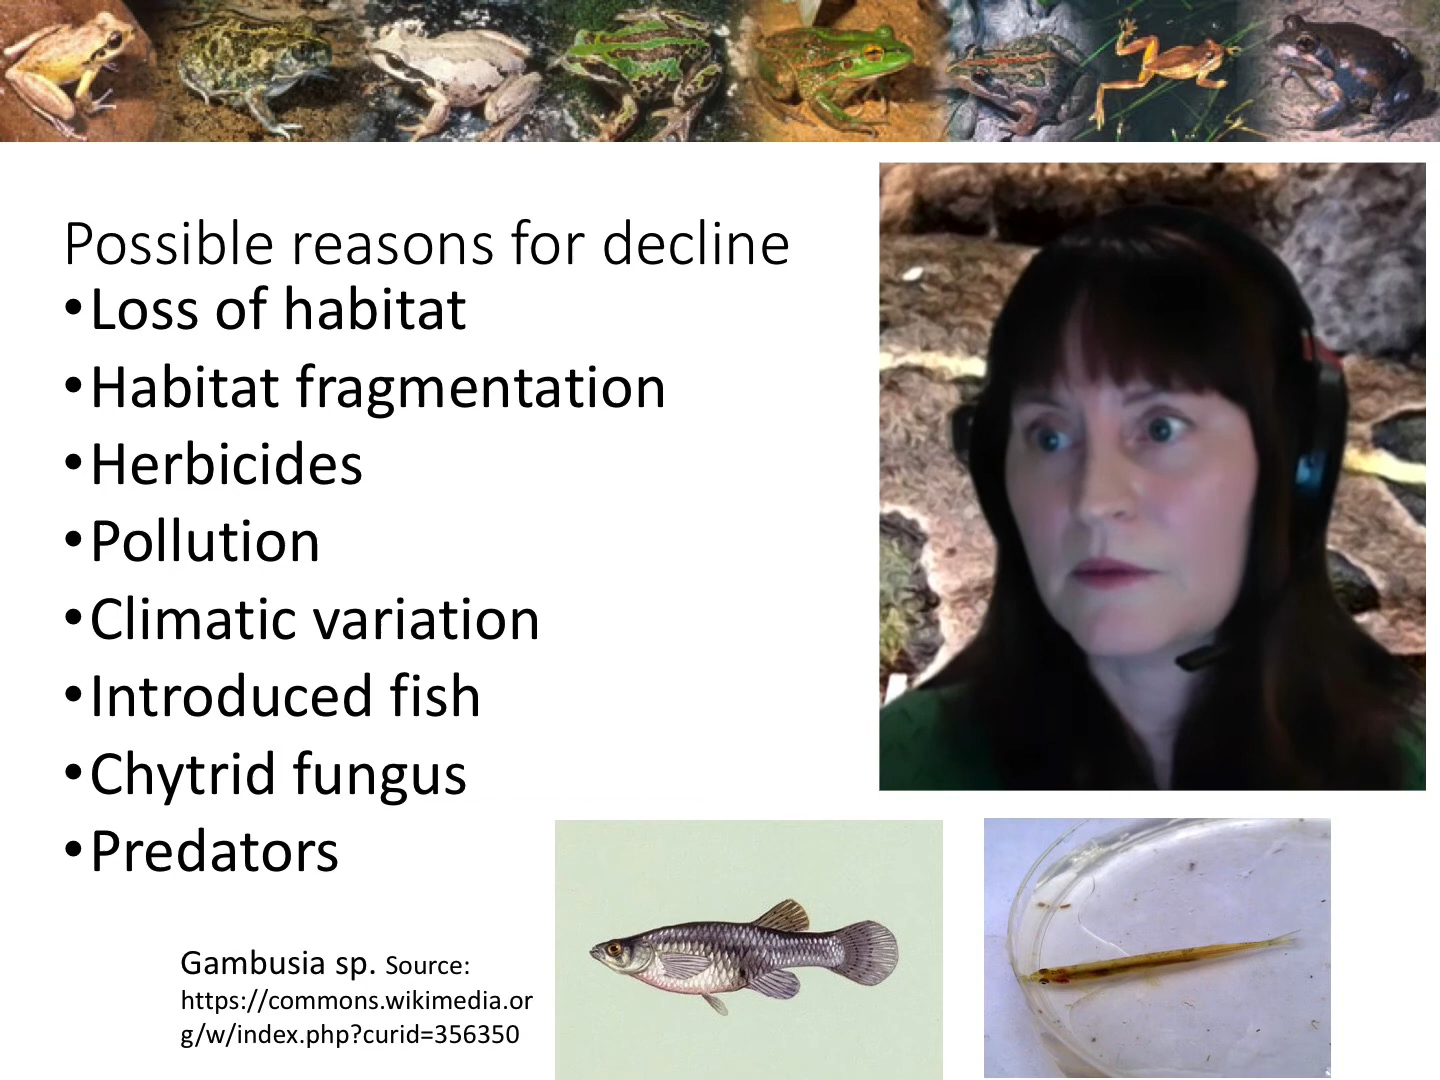 Possible reasons for decline
•Loss of habitat
•Habitat fragmentation
•Herbicides
•Pollution
•Climatic variation
•Introduced fish
•Chytrid fungus
•Predators
Gambusia sp. Source:
https://commons.wikimedia.or
g/w/index.php?curid=356350